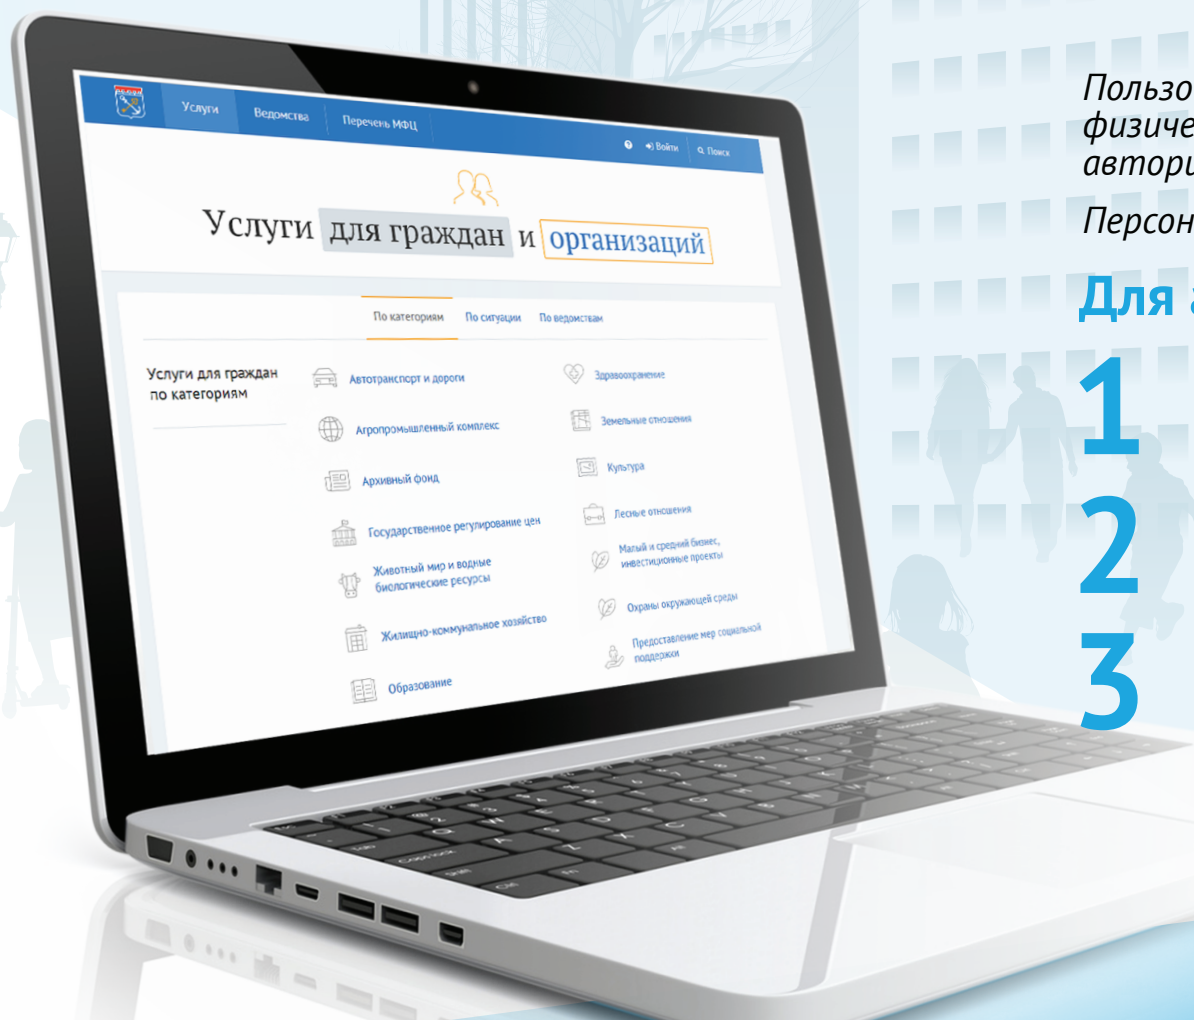 Услуги
Ведомства
Перечень МФЦ
Войти
Поиск
Услуги для граждан и организаций
По категориям
По ситуации
По ведомствам
Услуги для граждан
по категориям
Автотранспорт и дороги
Агропромышленный комплекс
Архивный фонд
Государственное регулирование цен
Животный мир и водные
биологические ресурсы
Жилищно-коммунальное хозяйство
Образование
Здравоохранение
Земельные отношения
Культура
Лесные отношения
Малый и средний бизнес,
инвестиционные проекты
Охраны окружающей среды
Предоставление мер социальной
поддержки
Пользо
физиче
автори
Персон
Для а
1
2
3